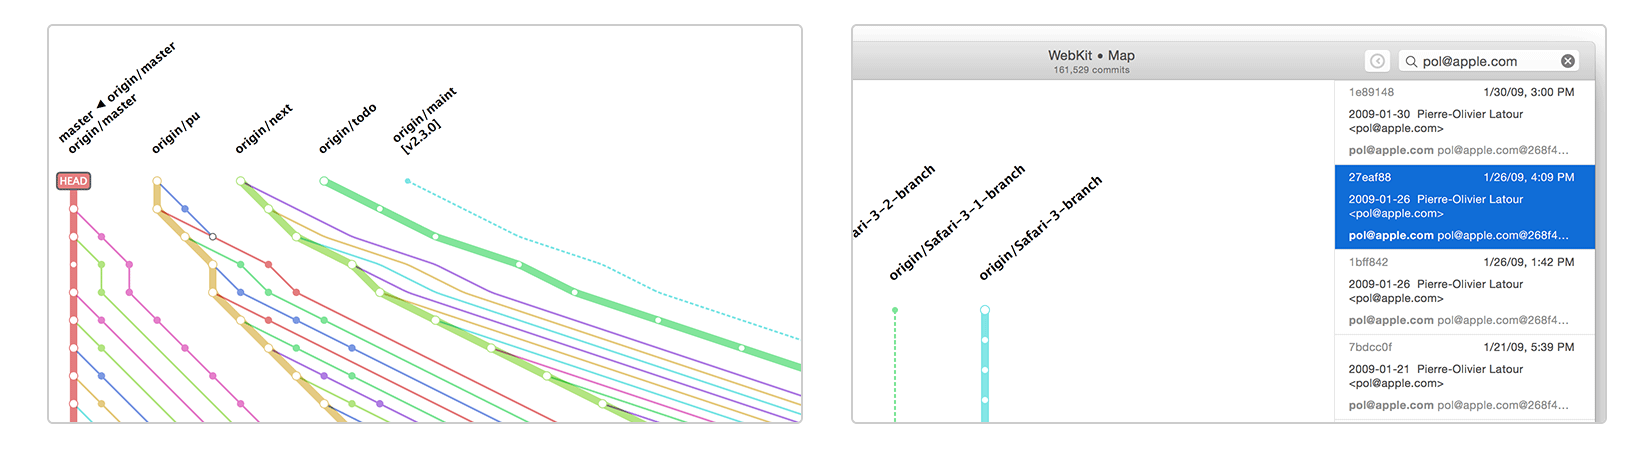 master ◀ origin/master
origin/master
origin/pu
origin/next
origin/todo
origin/maint
[v2.3.0]
HEAD
WebKit • Map
161,529 commits
pol@apple.com
ari-3-2-branch
origin/Safari-3-1-branch
origin/Safari-3-branch
1e89148 1/30/09, 3:00 PM
2009-01-30 Pierre-Olivier Latour
<pol@apple.com>
pol@apple.com pol@apple.com@268f4...
27eaf88 1/26/09, 4:09 PM
2009-01-26 Pierre-Olivier Latour
<pol@apple.com>
pol@apple.com pol@apple.com@268f4...
1bff842 1/26/09, 1:42 PM
2009-01-26 Pierre-Olivier Latour
<pol@apple.com>
pol@apple.com pol@apple.com@268f4...
7bdcc0f 1/21/09, 5:39 PM
2009-01-21 Pierre-Olivier Latour
<pol@apple.com>
pol@apple.com pol@apple.com@268f4...